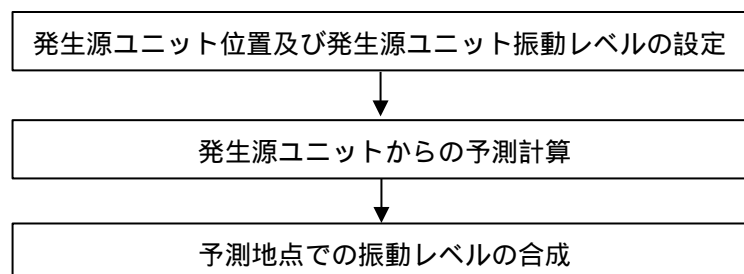 発生源ユニット位置及び発生源ユニット振動レベルの設定
発生源ユニットからの予測計算
予測地点での振動レベルの合成